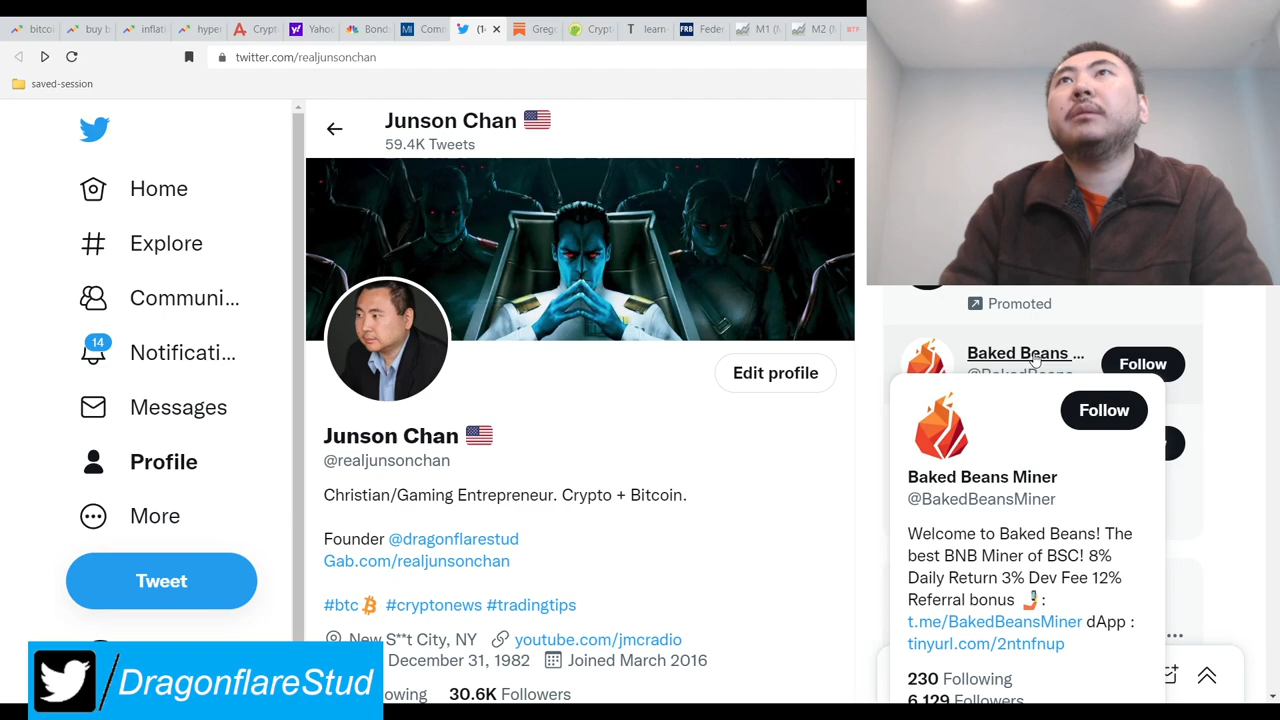 bitco
buy b
inflat
hyper
Crypt
Yahoo
Bond
Comm
(1
Greg
Crypt
learn
Feder
M1 (
M2 (
twitter.com/realjunsonchan
saved-session
Junson Chan
59.4K Tweets
Home
Explore
Communi...
14
Notificati...
Messages
Profile
More
Tweet
Edit profile
Junson Chan
@realjunsonchan
Christian/Gaming Entrepreneur. Crypto + Bitcoin.
Founder @dragonflarestud
Gab.com/realjunsonchan
#btc #cryptonews #tradingtips
New S**t City, NY youtube.com/jmcradio
December 31, 1982 Joined March 2016
owing 30.6K Followers
Promoted
Baked Beans ...
Follow
Follow
Baked Beans Miner
@BakedBeansMiner
Welcome to Baked Beans! The
best BNB Miner of BSC! 8%
Daily Return 3% Dev Fee 12%
Referral bonus :
t.me/BakedBeansMiner dApp :
tinyurl.com/2ntnfnup
230 Following
6,129 Followers
/DragonflareStud